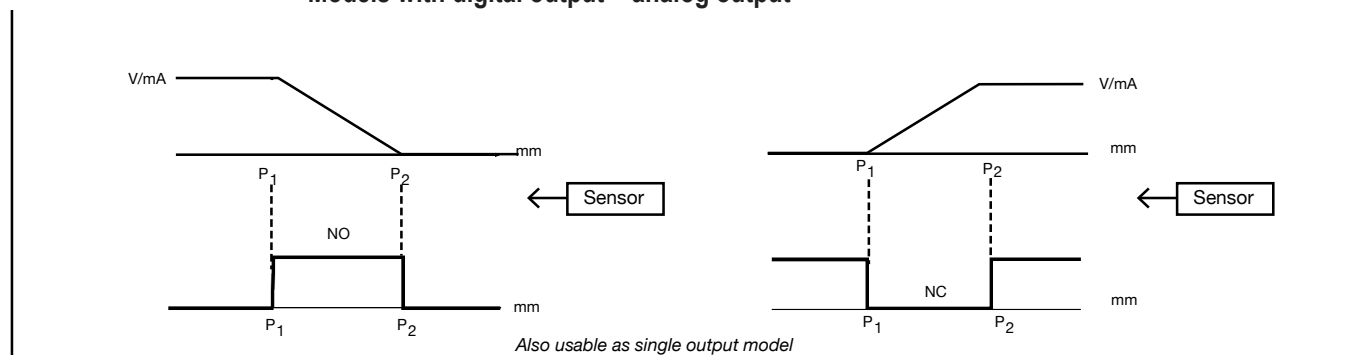 Models with digital output – analog output
V/mA
mm
P1
P2
Sensor
NO
mm
P1
P2
V/mA
mm
P1
P2
Sensor
NC
mm
P1
P2
Also usable as single output model